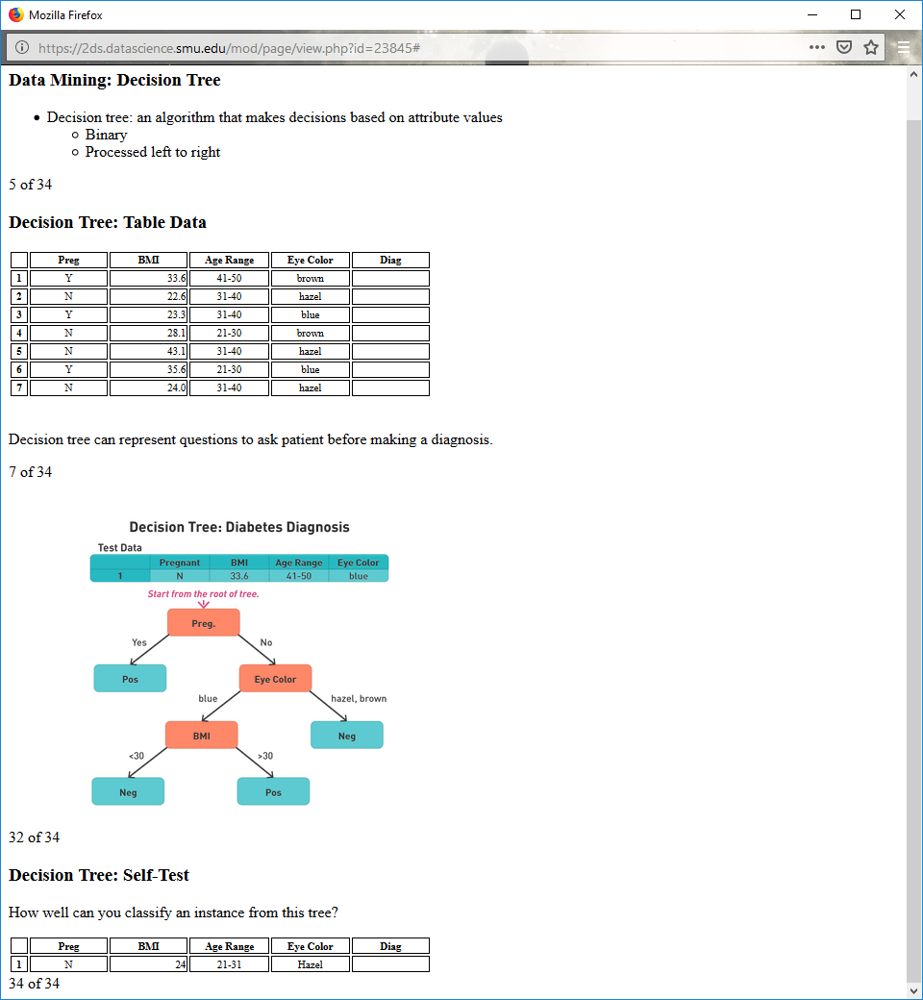 Mozilla Firefox
https://2ds.datascience.smu.edu/mod/page/view.php?id=23845#
Data Mining: Decision Tree
Decision tree: an algorithm that makes decisions based on attribute values
Binary
Processed left to right
5 of 34
Decision Tree: Table Data
Preg BMI Age Range Eye Color Diag
1 Y 33.6 41-50 brown
2 N 22.6 31-40 hazel
3 Y 23.3 31-40 blue
4 N 28.1 21-30 brown
5 N 43.1 31-40 hazel
6 Y 35.6 21-30 blue
7 N 24.0 31-40 hazel
Decision tree can represent questions to ask patient before making a diagnosis.
7 of 34
Decision Tree: Diabetes Diagnosis
Test Data
Pregnant BMI Age Range Eye Color
1 N 33.6 41-50 blue
Start from the root of tree.
Preg.
Yes No
Pos Eye Color
blue hazel, brown
BMI Neg
<30 >30
Neg Pos
32 of 34
Decision Tree: Self-Test
How well can you classify an instance from this tree?
Preg BMI Age Range Eye Color Diag
1 N 24 21-31 Hazel
34 of 34